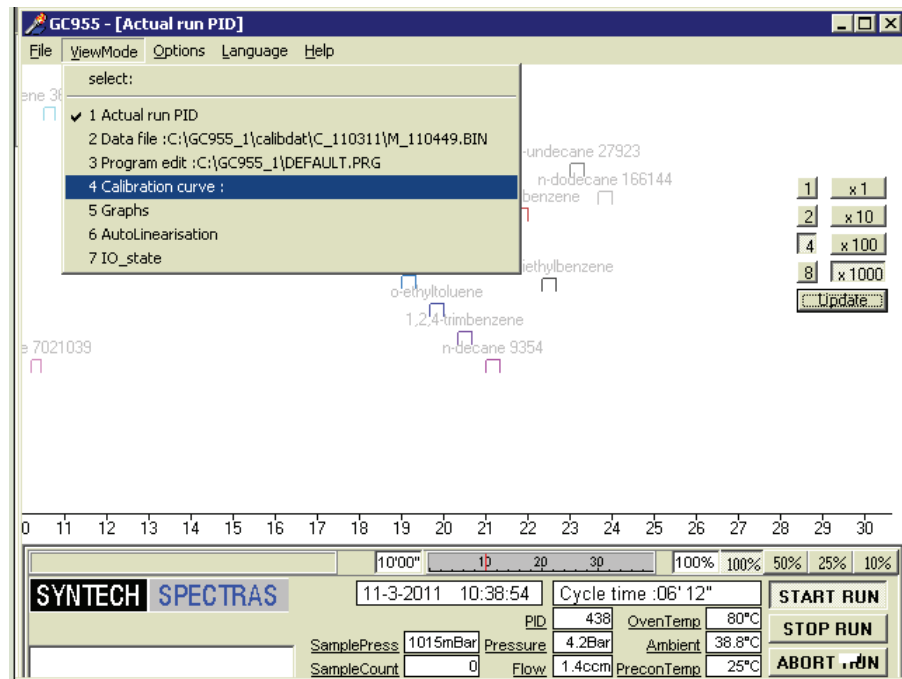 GC955 - [Actual run PID]
File ViewMode Options Language Help
select:
1 Actual run PID
2 Data file :C:\GC955_1\calibdat\C_110311\M_110449.BIN
3 Program edit :C:\GC955_1\DEFAULT.PRG
4 Calibration curve :
5 Graphs
6 AutoLinearisation
7 IO_state
-undecane 27923
n-dodecane 166144
benzene
iethylbenzene
o-ethyltoluene
1,2,4-trimbenzene
n-decane 9354
7021039
1 x 1
2 x 10
4 x 100
8 x 1000
Update
0 11 12 13 14 15 16 17 18 19 20 21 22 23 24 25 26 27 28 29 30
10'00" 10 20 30 100% 100% 50% 25% 10%
SYNTECH SPECTRAS
11-3-2011 10:38:54 Cycle time :06' 12"
START RUN
PID 438 OvenTemp 80°C
STOP RUN
SamplePress 1015mBar Pressure 4.2Bar Ambient 38.8°C
SampleCount 0 Flow 1.4ccm PreconTemp 25°C
ABORT RUN